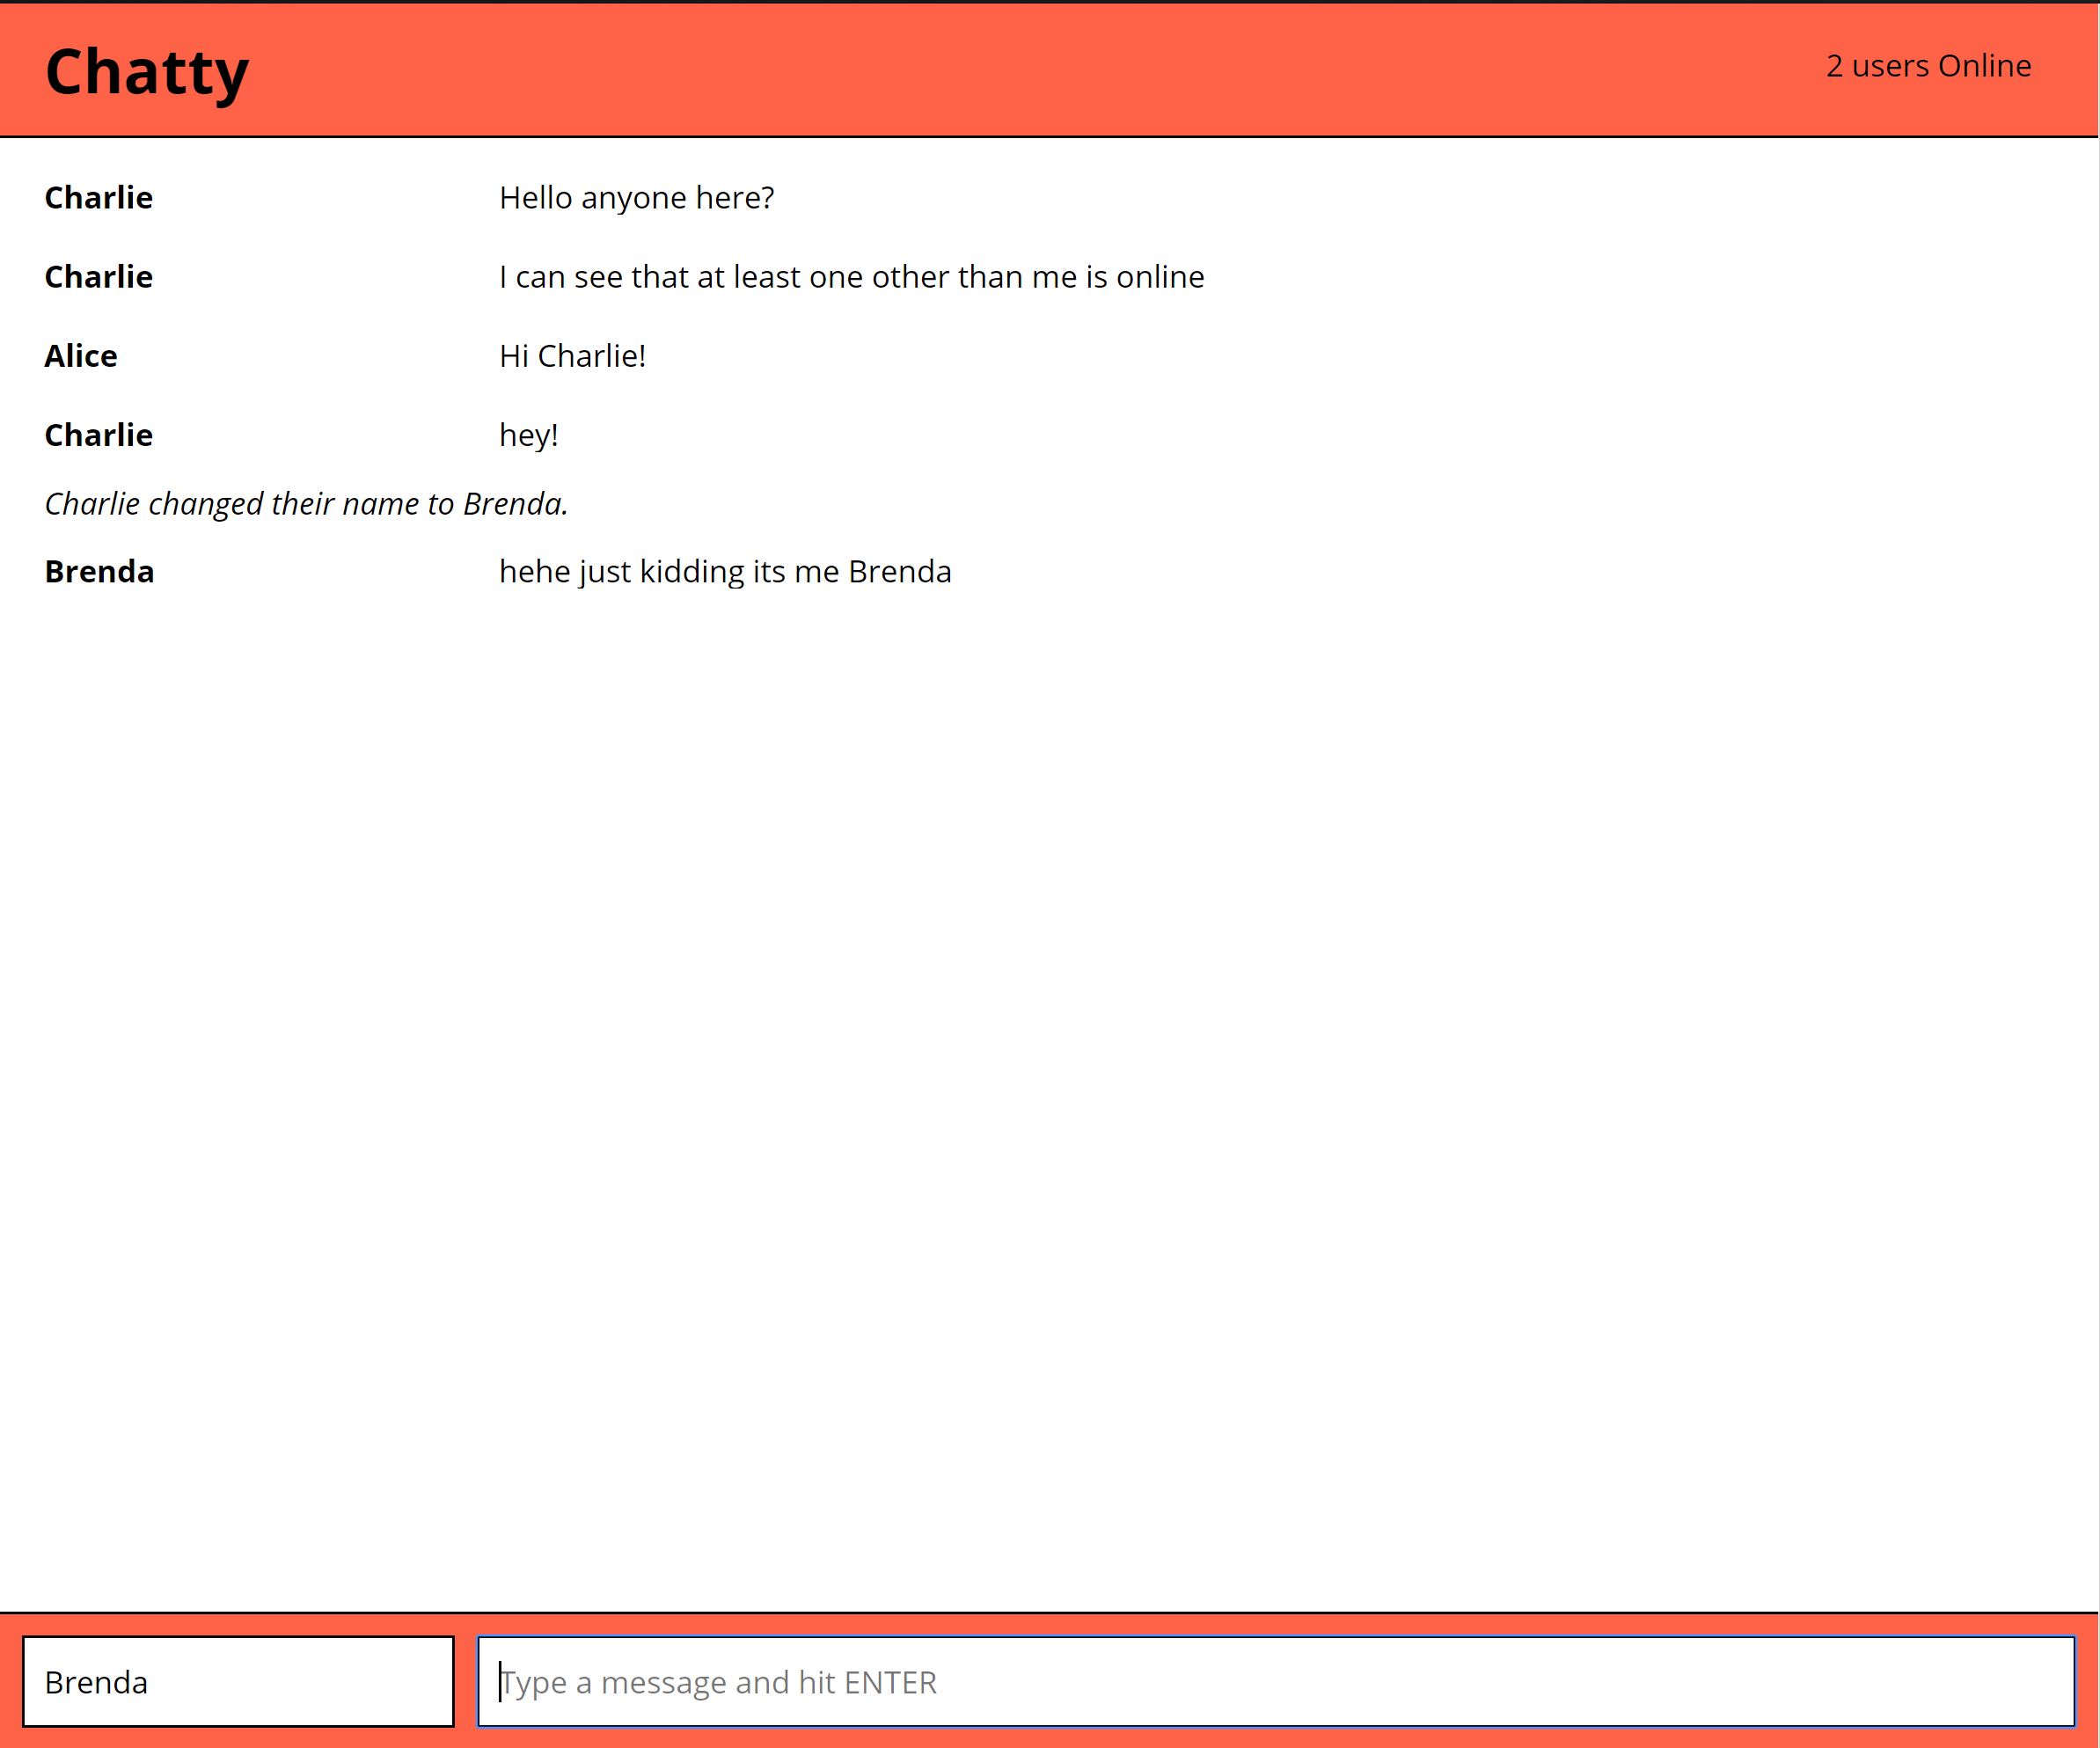 Chatty
2 users Online
Charlie Hello anyone here?
Charlie I can see that at least one other than me is online
Alice Hi Charlie!
Charlie hey!
Charlie changed their name to Brenda.
Brenda hehe just kidding its me Brenda
Brenda Type a message and hit ENTER